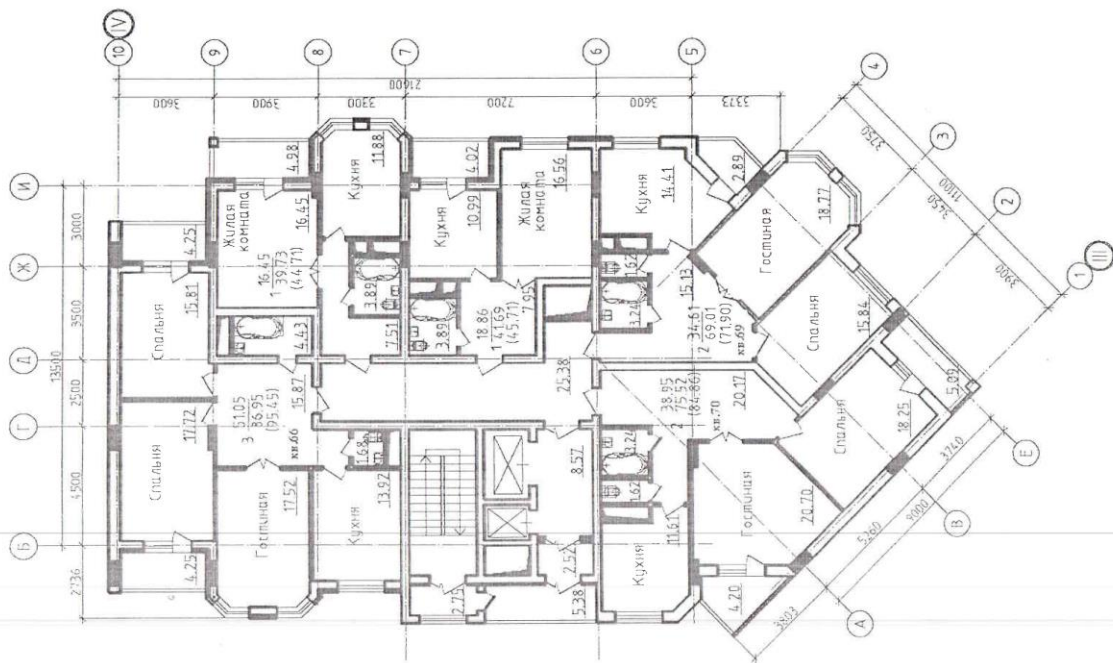 10
IV
9
8
7
6
5
4
3
2
1
III
И
Ж
Д
Г
Б
А
В
Е
3600
3900
3300
7200
3600
3373
21600
3750
3450
3900
11100
3000
3500
2500
4500
2736
13500
3740
5260
9000
3803
4.25
4.98
Спальня
15.81
Жилая
комната
16.45
Кухня
11.88
1 16.45
39.73
(44.71)
4.43
3.89
7.51
Спальня
17.72
15.87
3 51.05
86.95
(95.45)
кв.66
4.25
Гостиная
17.52
1.68
Кухня
13.92
4.02
Кухня
10.99
Жилая
комната
16.56
3.89
1 18.86
41.69
(45.71)
7.95
25.38
8.57
2.52
2.75
5.38
Кухня
14.41
2.89
1.62
3.24
15.13
2 34.61
69.01
(71.90)
кв.69
Гостиная
18.77
Спальня
15.84
2 38.95
75.52
(84.86)
кв.70
20.17
3.24
1.62
11.61
Кухня
Спальня
18.25
5.09
Гостиная
20.70
4.20